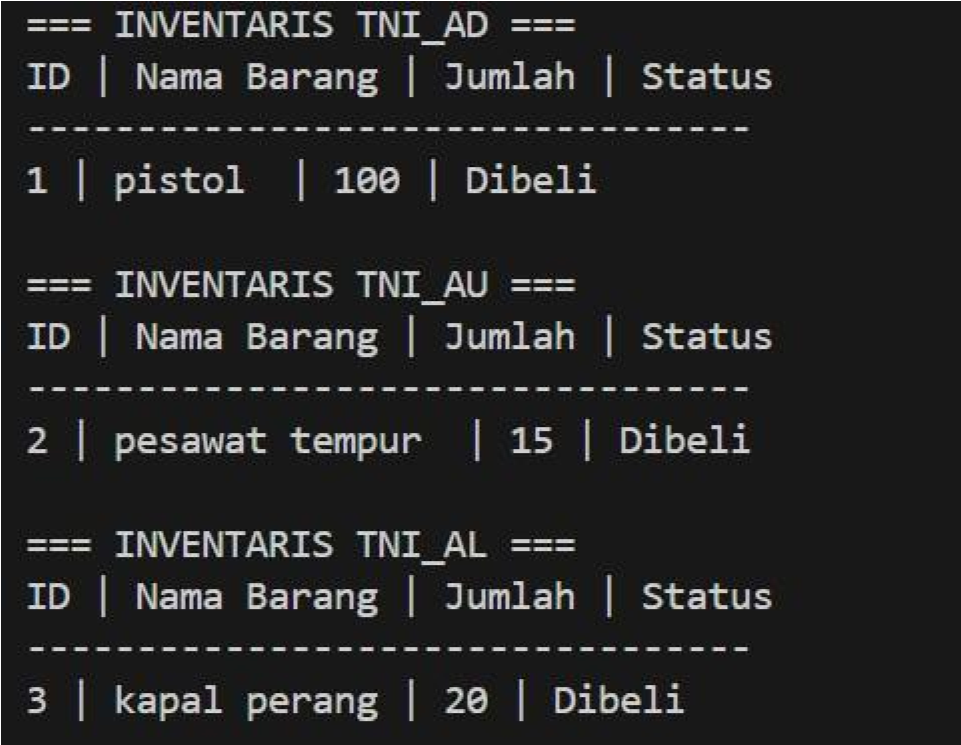 === INVENTARIS TNI_AD ===
ID | Nama Barang | Jumlah | Status
---------------------------------
1 | pistol  | 100 | Dibeli
=== INVENTARIS TNI_AU ===
ID | Nama Barang | Jumlah | Status
---------------------------------
2 | pesawat tempur  | 15 | Dibeli
=== INVENTARIS TNI_AL ===
ID | Nama Barang | Jumlah | Status
---------------------------------
3 | kapal perang | 20 | Dibeli